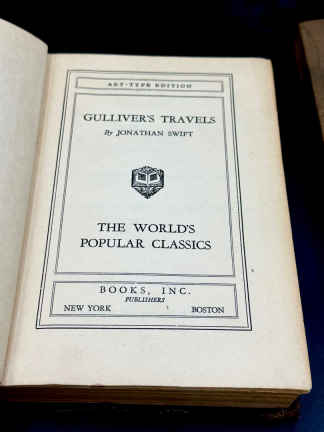 ART-TYPE EDITION
GULLIVER'S TRAVELS
By JONATHAN SWIFT
THE WORLD'S
POPULAR CLASSICS
BOOKS, INC.
PUBLISHERS
NEW YORK BOSTON